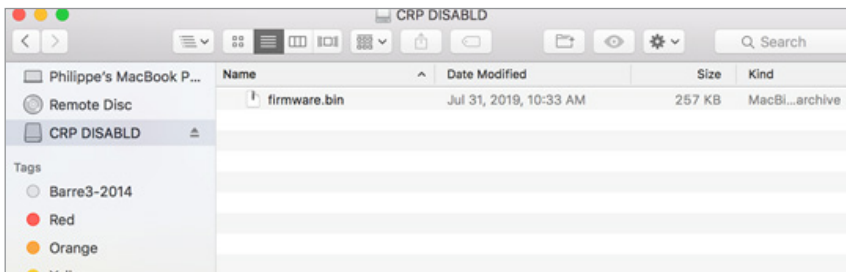 CRP DISABLD
Search
Philippe's MacBook P...
Name Date Modified Size Kind
Remote Disc
firmware.bin Jul 31, 2019, 10:33 AM 257 KB MacBi...archive
CRP DISABLD
Tags
Barre3-2014
Red
Orange